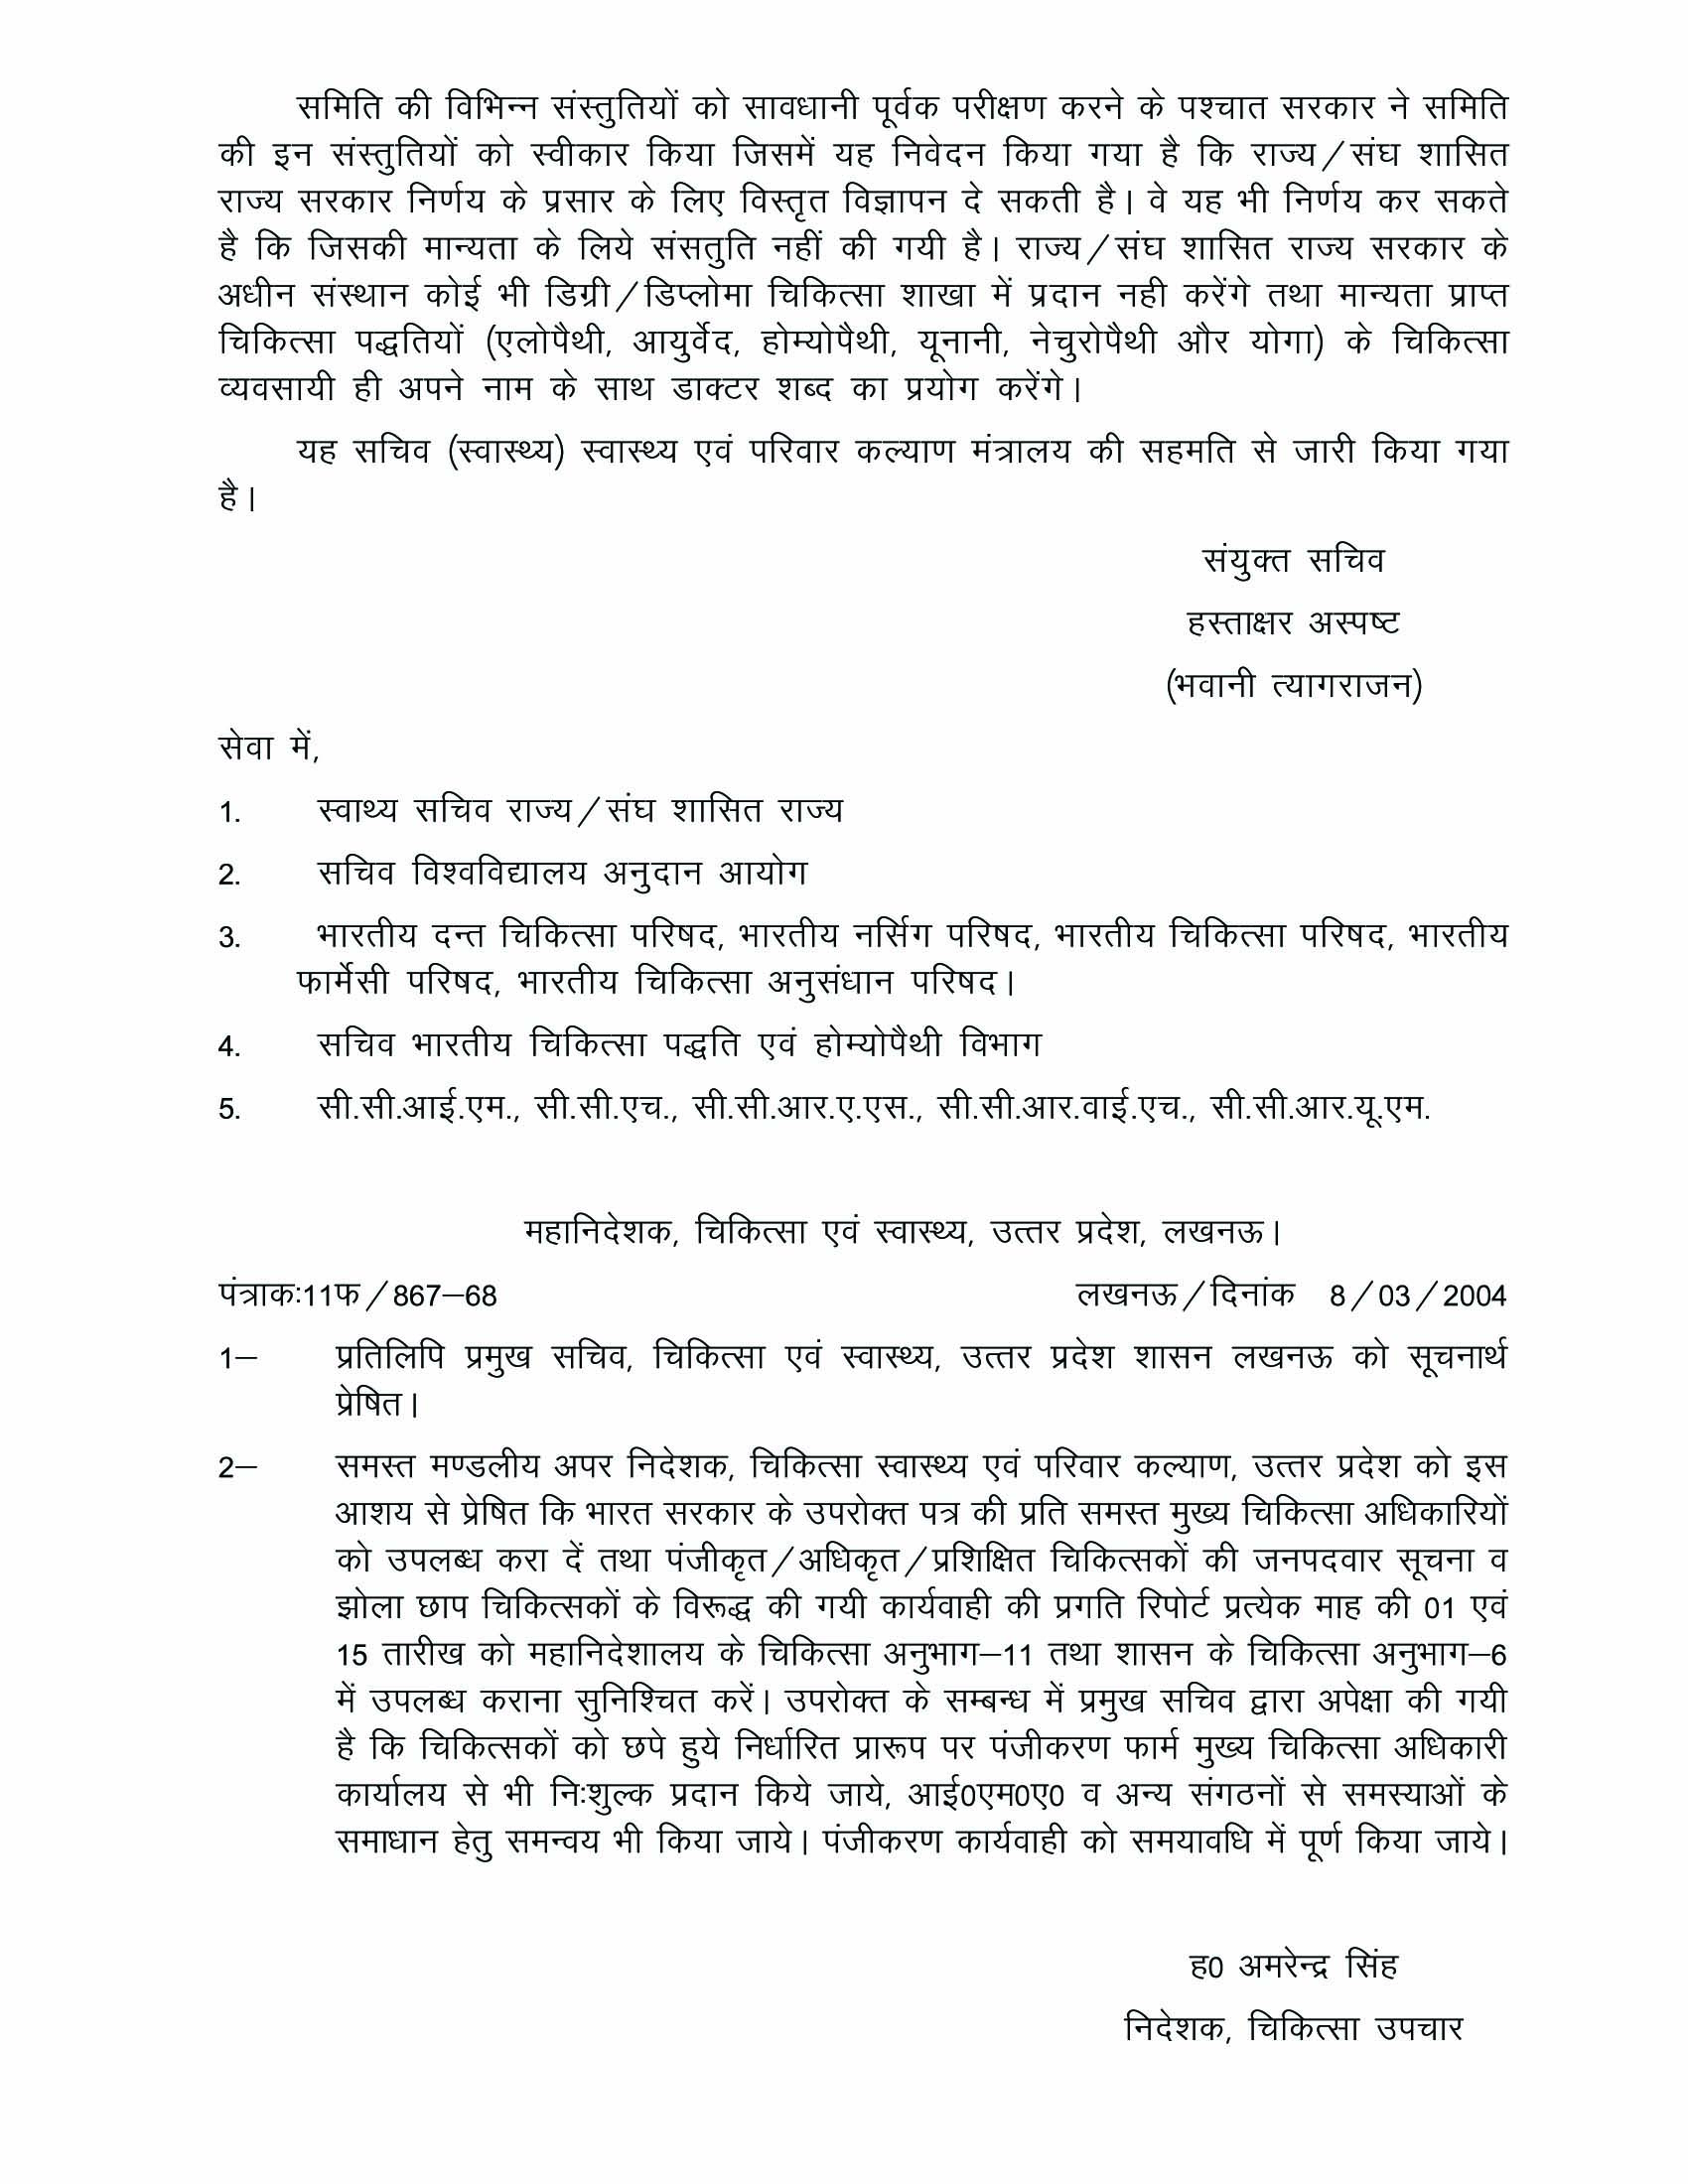 समिति की विभिन्न संस्तुतियों को सावधानी पूर्वक परीक्षण करने के पश्चात सरकार ने समिति
की इन संस्तुतियों को स्वीकार किया जिसमें यह निवेदन किया गया है कि राज्य/संघ शासित
राज्य सरकार निर्णय के प्रसार के लिए विस्तृत विज्ञापन दे सकती है। वे यह भी निर्णय कर सकते
है कि जिसकी मान्यता के लिये संसतुति नहीं की गयी है। राज्य/संघ शासित राज्य सरकार के
अधीन संस्थान कोई भी डिग्री/डिप्लोमा चिकित्सा शाखा में प्रदान नही करेंगे तथा मान्यता प्राप्त
चिकित्सा पद्धतियों (एलोपैथी, आयुर्वेद, होम्योपैथी, यूनानी, नेचुरोपैथी और योगा) के चिकित्सा
व्यवसायी ही अपने नाम के साथ डाक्टर शब्द का प्रयोग करेंगे।
यह सचिव (स्वास्थ्य) स्वास्थ्य एवं परिवार कल्याण मंत्रालय की सहमति से जारी किया गया
है।
संयुक्त सचिव
हस्ताक्षर अस्पष्ट
(भवानी त्यागराजन)
सेवा में,
1. स्वाथ्य सचिव राज्य/संघ शासित राज्य
2. सचिव विश्वविद्यालय अनुदान आयोग
3. भारतीय दन्त चिकित्सा परिषद, भारतीय नर्सिग परिषद, भारतीय चिकित्सा परिषद, भारतीय
फार्मेसी परिषद, भारतीय चिकित्सा अनुसंधान परिषद।
4. सचिव भारतीय चिकित्सा पद्धति एवं होम्योपैथी विभाग
5. सी.सी.आई.एम., सी.सी.एच., सी.सी.आर.ए.एस., सी.सी.आर.वाई.एच., सी.सी.आर.यू.एम.
महानिदेशक, चिकित्सा एवं स्वास्थ्य, उत्तर प्रदेश, लखनऊ।
पंत्राकः11फ/867–68 लखनऊ/दिनांक 8/03/2004
1– प्रतिलिपि प्रमुख सचिव, चिकित्सा एवं स्वास्थ्य, उत्तर प्रदेश शासन लखनऊ को सूचनार्थ
प्रेषित।
2– समस्त मण्डलीय अपर निदेशक, चिकित्सा स्वास्थ्य एवं परिवार कल्याण, उत्तर प्रदेश को इस
आशय से प्रेषित कि भारत सरकार के उपरोक्त पत्र की प्रति समस्त मुख्य चिकित्सा अधिकारियों
को उपलब्ध करा दें तथा पंजीकृत/अधिकृत/प्रशिक्षित चिकित्सकों की जनपदवार सूचना व
झोला छाप चिकित्सकों के विरूद्ध की गयी कार्यवाही की प्रगति रिपोर्ट प्रत्येक माह की 01 एवं
15 तारीख को महानिदेशालय के चिकित्सा अनुभाग–11 तथा शासन के चिकित्सा अनुभाग–6
में उपलब्ध कराना सुनिश्चित करें। उपरोक्त के सम्बन्ध में प्रमुख सचिव द्वारा अपेक्षा की गयी
है कि चिकित्सकों को छपे हुये निर्धारित प्रारूप पर पंजीकरण फार्म मुख्य चिकित्सा अधिकारी
कार्यालय से भी निःशुल्क प्रदान किये जाये, आई0एम0ए0 व अन्य संगठनों से समस्याओं के
समाधान हेतु समन्वय भी किया जाये। पंजीकरण कार्यवाही को समयावधि में पूर्ण किया जाये।
ह0 अमरेन्द्र सिंह
निदेशक, चिकित्सा उपचार